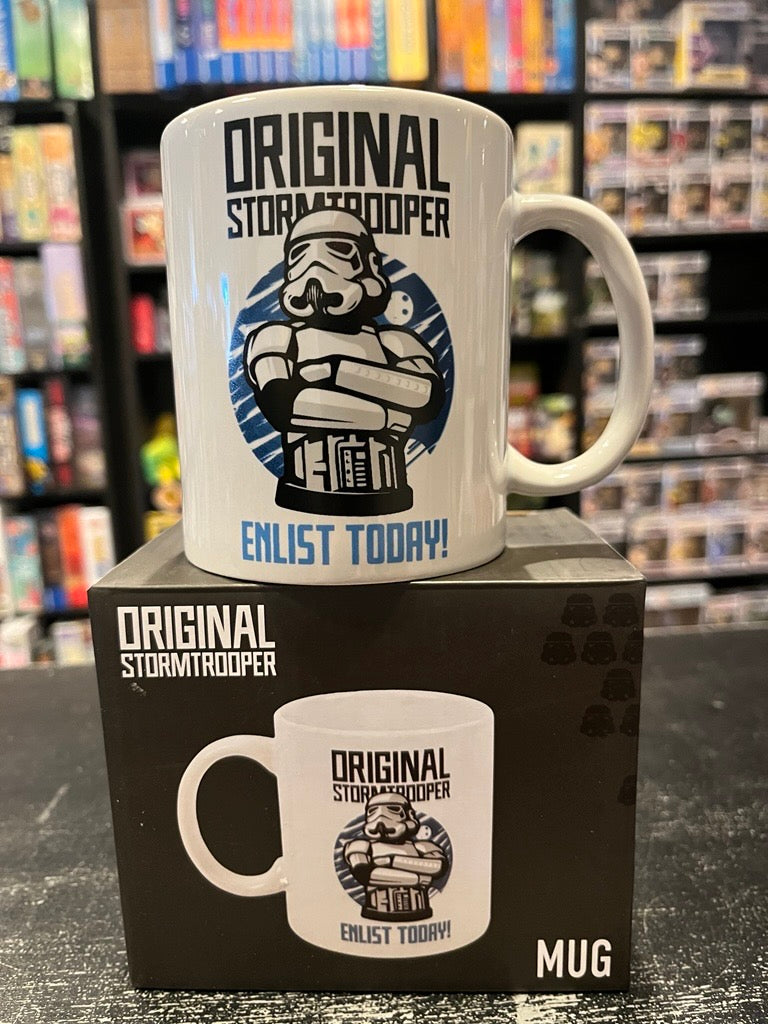 ORIGINAL
STORMTROOPER
ENLIST TODAY!
ORIGINAL
STORMTROOPER
ORIGINAL
STORMTROOPER
ENLIST TODAY!
MUG